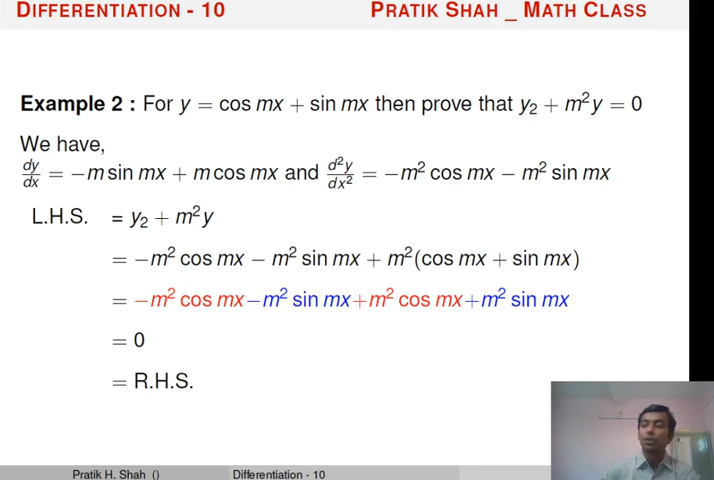 DIFFERENTIATION - 10 PRATIK SHAH _ MATH CLASS
Example 2 : For y = cos mx + sin mx then prove that y₂ + m²y = 0
We have,
dy/dx = −m sin mx + m cos mx and d²y/dx² = −m² cos mx − m² sin mx
L.H.S. = y₂ + m²y
= −m² cos mx − m² sin mx + m²(cos mx + sin mx)
= −m² cos mx−m² sin mx+m² cos mx+m² sin mx
= 0
= R.H.S.
Pratik H. Shah () Differentiation - 10